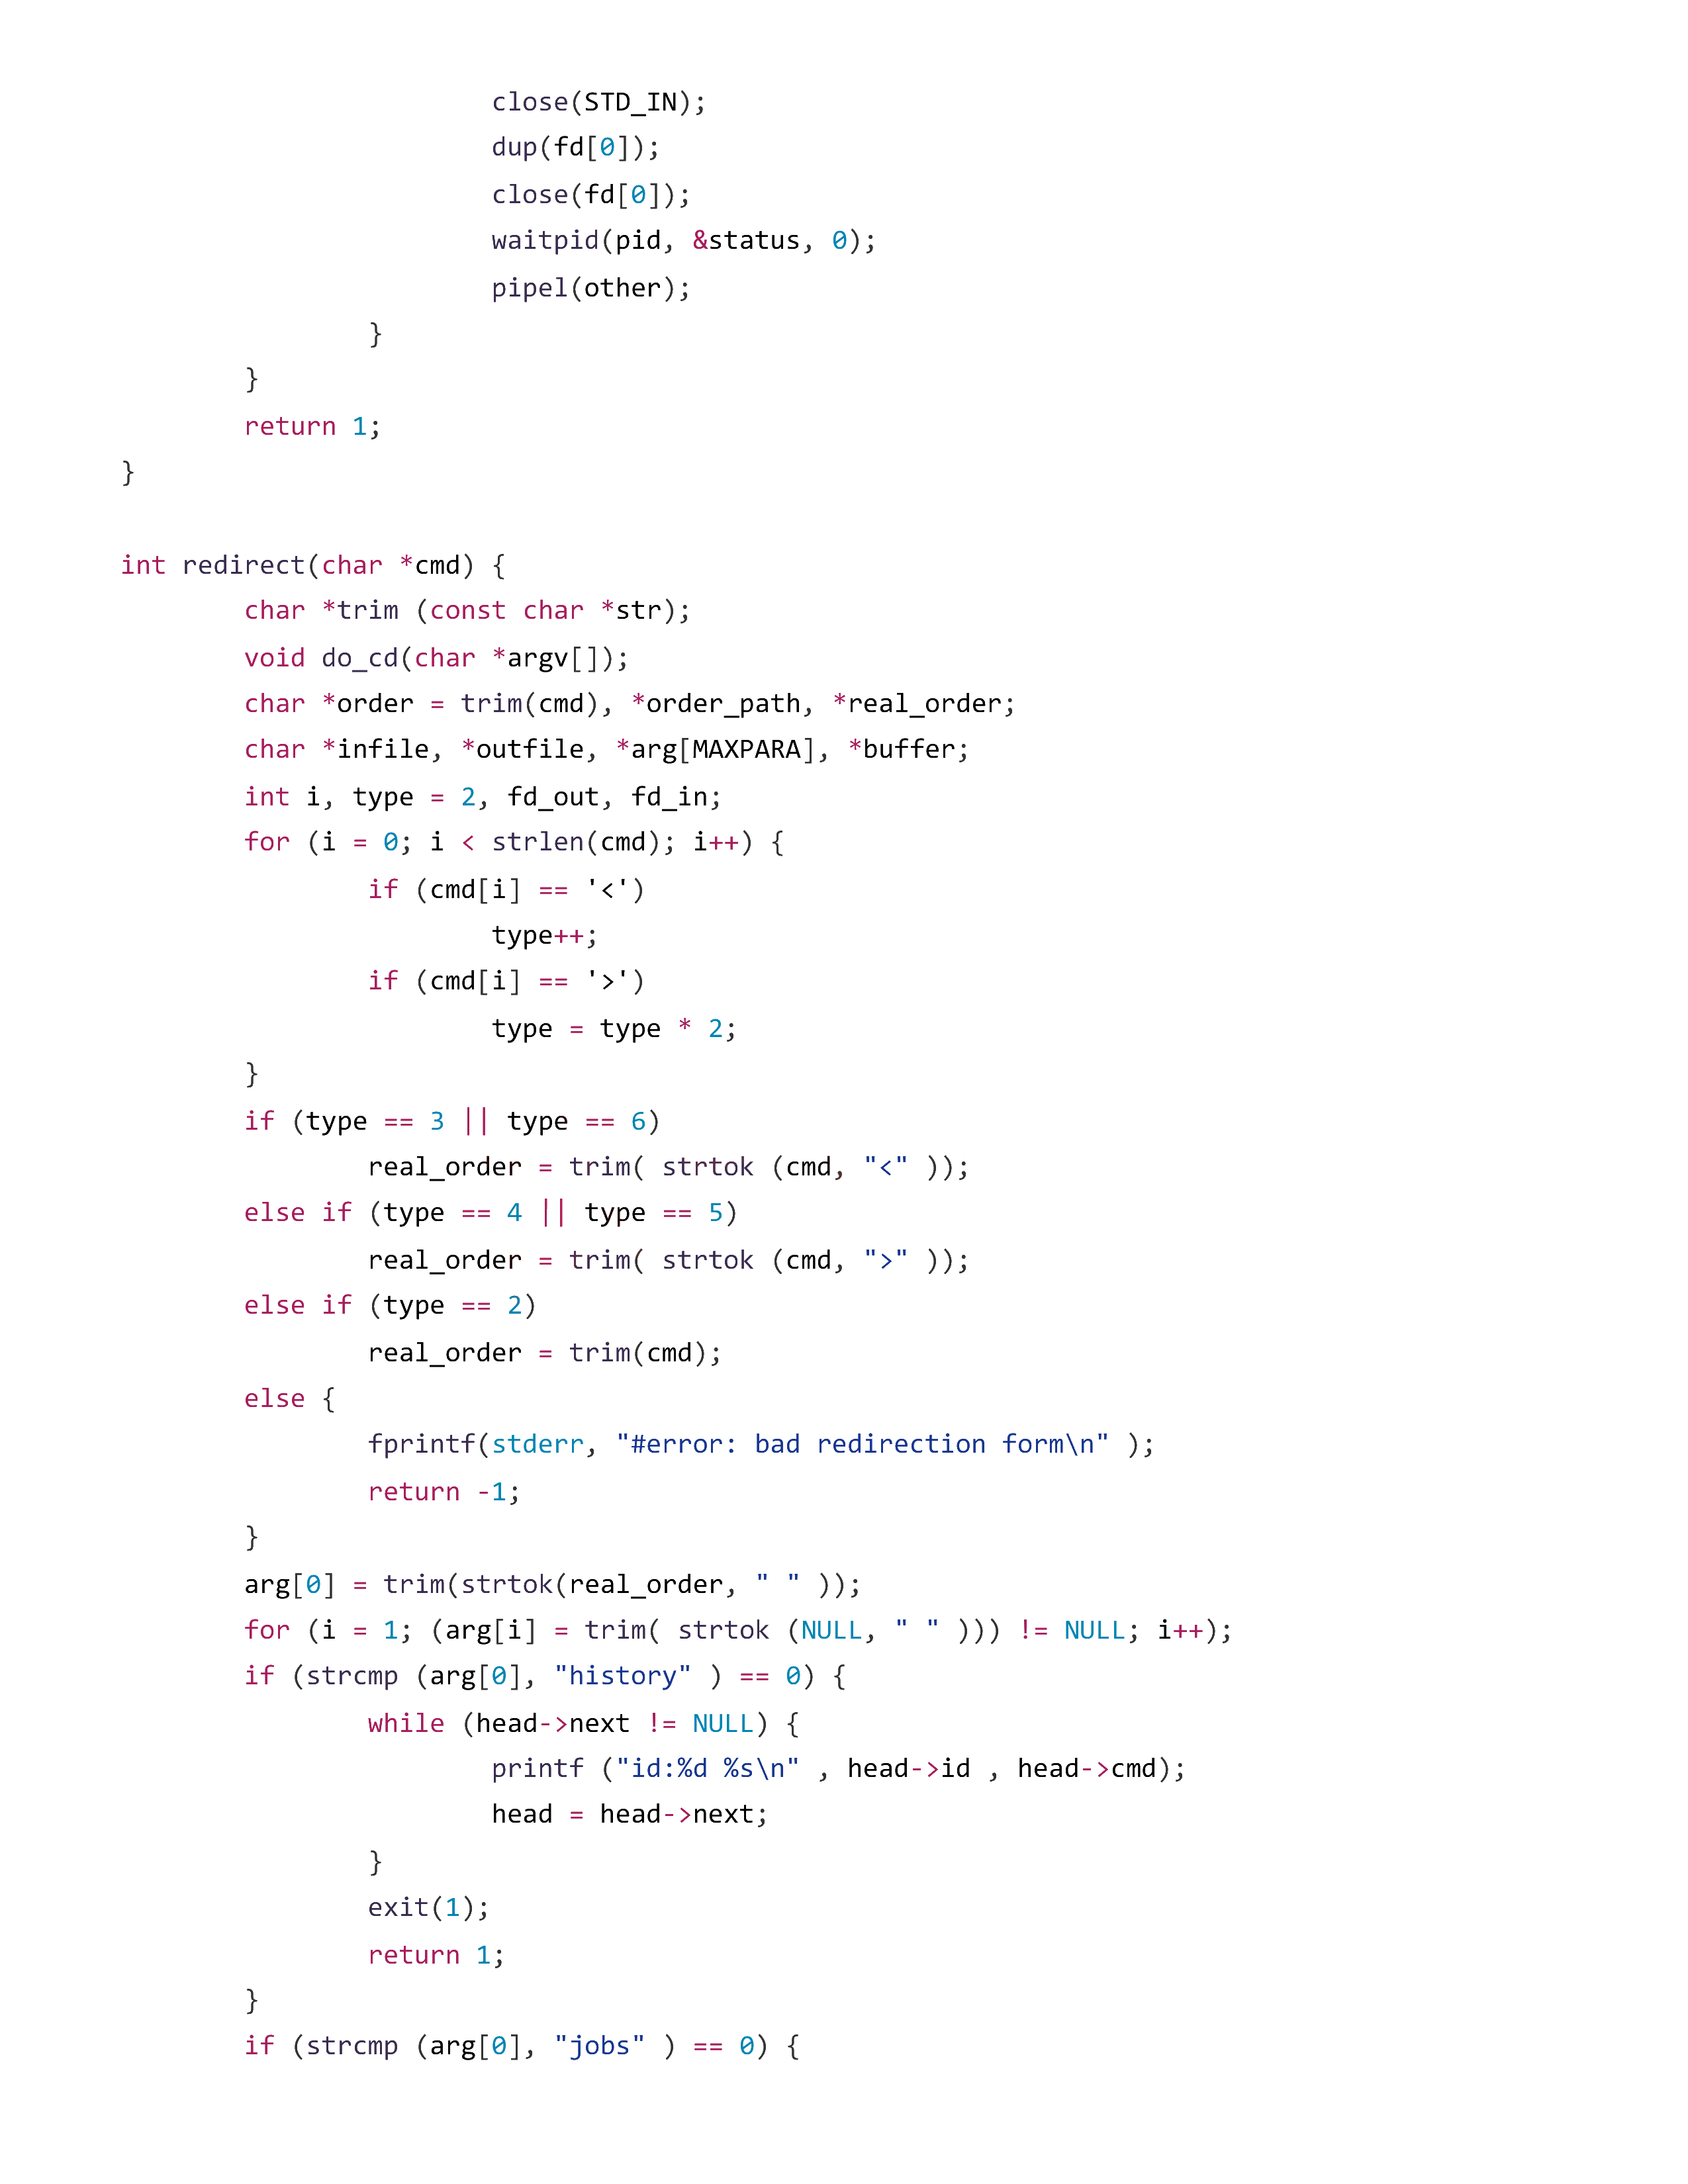 close(STD_IN);
dup(fd[0]);
close(fd[0]);
waitpid(pid, &status, 0);
pipel(other);
}
}
return 1;
}
int redirect(char *cmd) {
char *trim (const char *str);
void do_cd(char *argv[]);
char *order = trim(cmd), *order_path, *real_order;
char *infile, *outfile, *arg[MAXPARA], *buffer;
int i, type = 2, fd_out, fd_in;
for (i = 0; i < strlen(cmd); i++) {
if (cmd[i] == '<')
type++;
if (cmd[i] == '>')
type = type * 2;
}
if (type == 3 || type == 6)
real_order = trim( strtok (cmd, "<" ));
else if (type == 4 || type == 5)
real_order = trim( strtok (cmd, ">" ));
else if (type == 2)
real_order = trim(cmd);
else {
fprintf(stderr, "#error: bad redirection form\n" );
return -1;
}
arg[0] = trim(strtok(real_order, " " ));
for (i = 1; (arg[i] = trim( strtok (NULL, " " ))) != NULL; i++);
if (strcmp (arg[0], "history" ) == 0) {
while (head->next != NULL) {
printf ("id:%d %s\n" , head->id , head->cmd);
head = head->next;
}
exit(1);
return 1;
}
if (strcmp (arg[0], "jobs" ) == 0) {